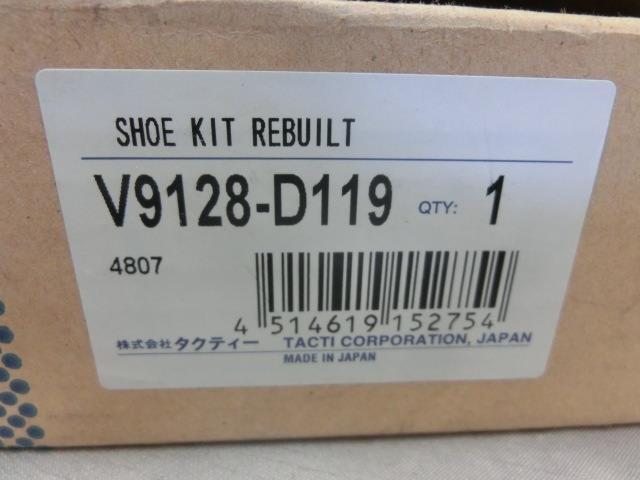 SHOE KIT REBUILT
V9128-D119 QTY: 1
4807
4 514619 152754
株式会社タクティー TACTI CORPORATION, JAPAN
MADE IN JAPAN